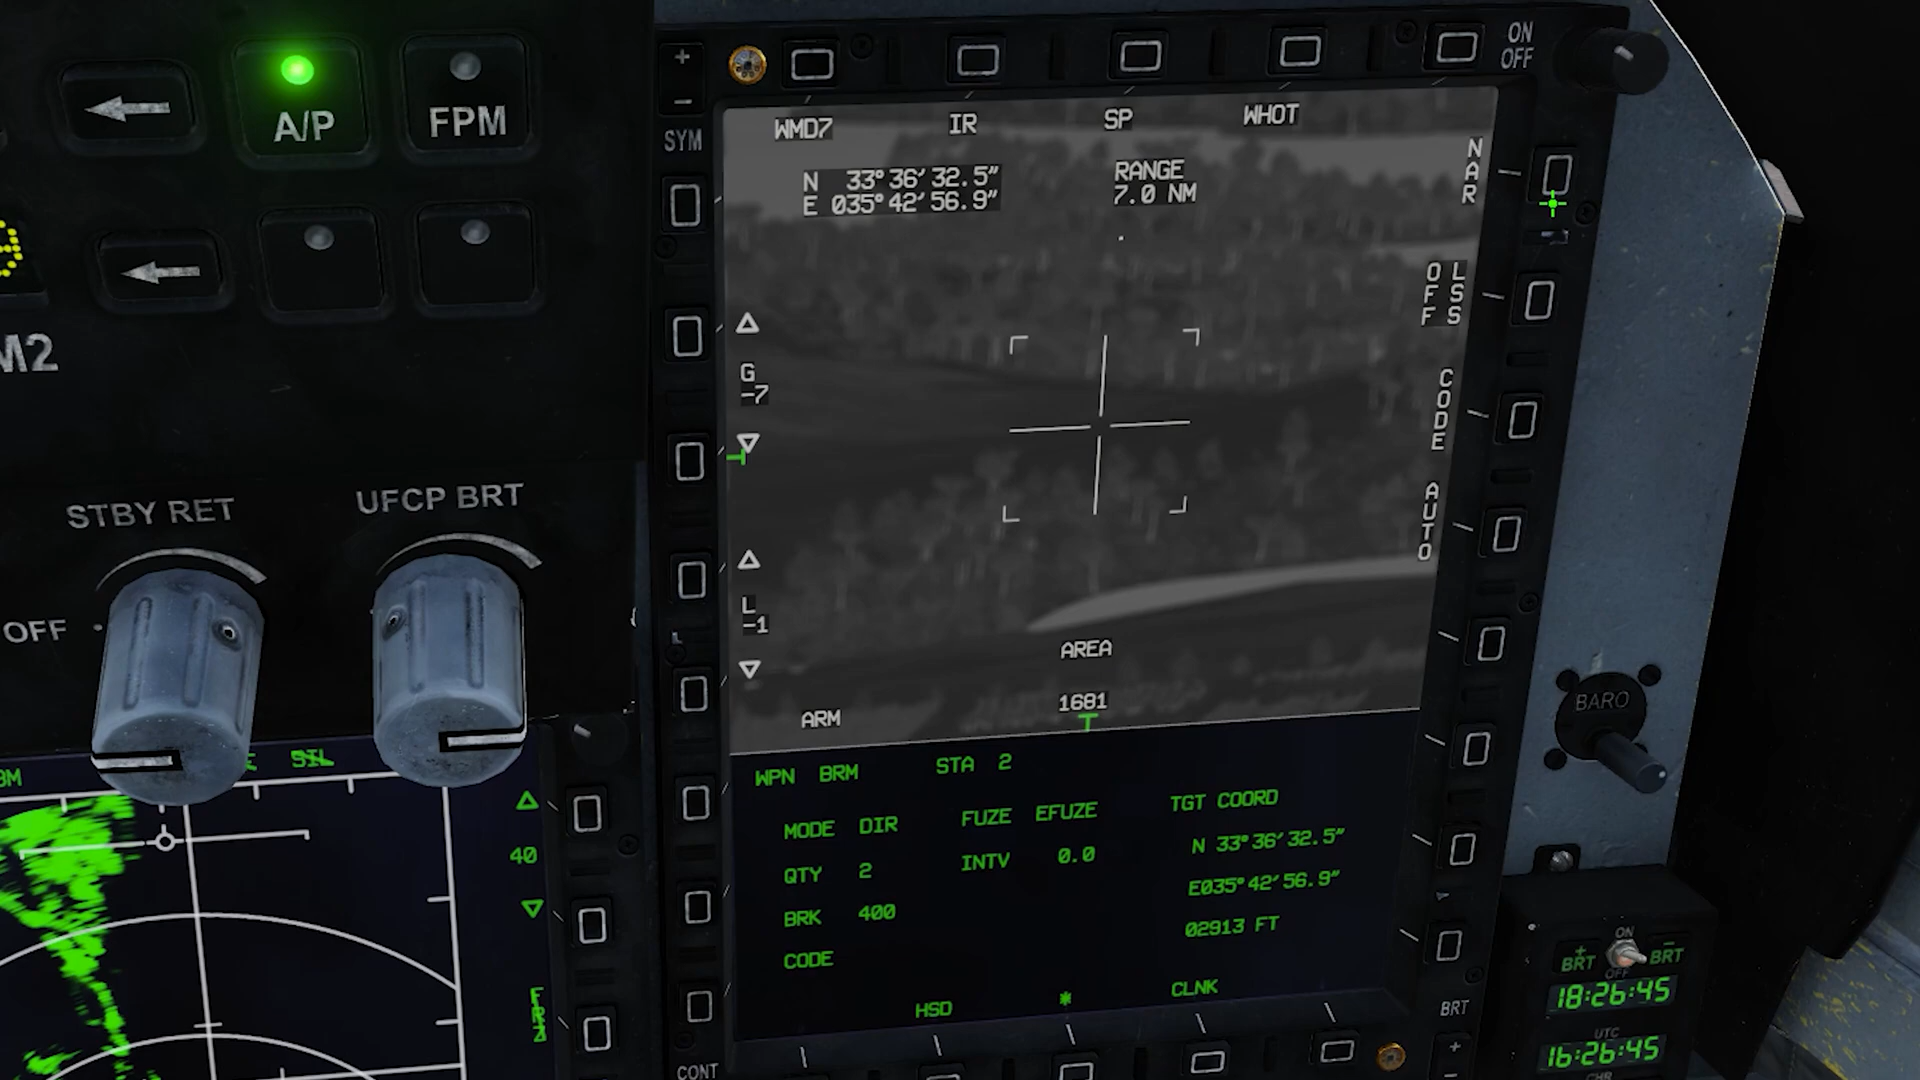 A/P
FPM
M2
STBY RET
UFCP BRT
OFF
SIL
40
+
-
SYM
ON
OFF
WMD7 IR SP WHOT
N 33°36'32.5"
E 035°42'56.9"
RANGE
7.0 NM
NAR
G
-7
OFF
LSS
CODE
AUTO
L
-1
AREA
1681
ARM
T
WPN BRM STA 2
MODE DIR FUZE EFUZE TGT COORD
QTY 2 INTV 0.0 N 33°36'32.5"
BRK 400 E035°42'56.9"
CODE 02913 FT
HSD * CLNK
CONT
BRT
+
-
BARO
ON
+ BRT - BRT
OFF
18:26:45
UTC
16:26:45
CHR